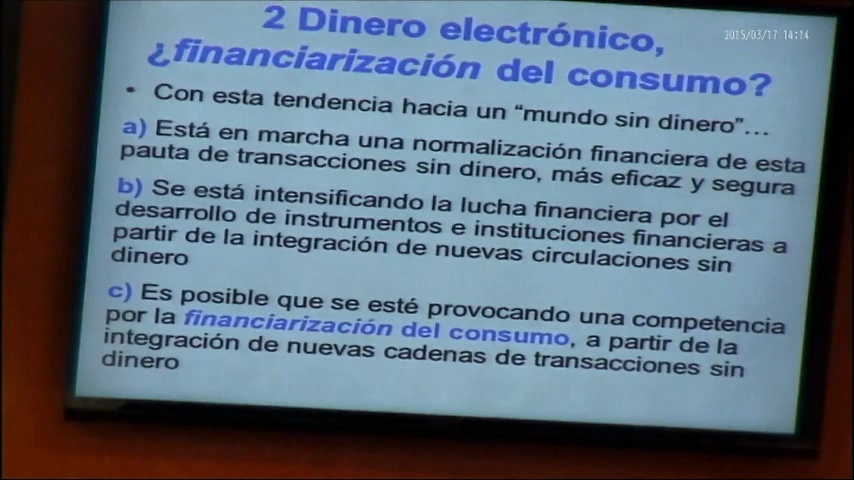 2015/03/17 14:14
2 Dinero electrónico,
¿financiarización del consumo?
• Con esta tendencia hacia un “mundo sin dinero”...
a) Está en marcha una normalización financiera de esta
pauta de transacciones sin dinero, más eficaz y segura
b) Se está intensificando la lucha financiera por el
desarrollo de instrumentos e instituciones financieras a
partir de la integración de nuevas circulaciones sin
dinero
c) Es posible que se esté provocando una competencia
por la financiarización del consumo, a partir de la
integración de nuevas cadenas de transacciones sin
dinero